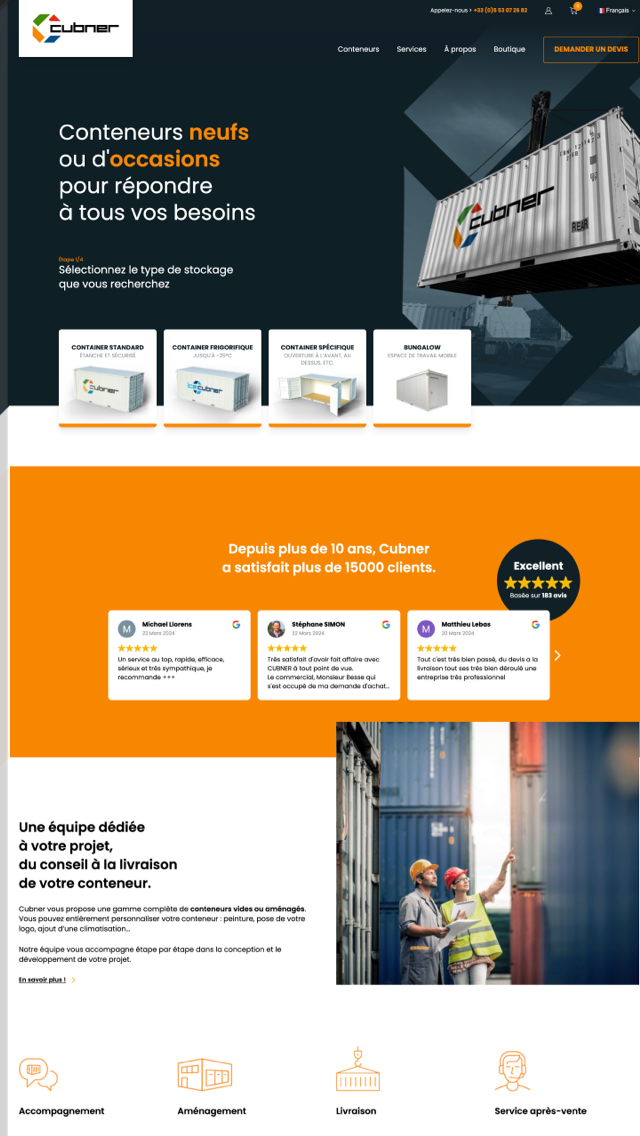 Appelez-nous > +33 (0)5 53 07 26 82
0
Français
cubner
Conteneurs
Services
À propos
Boutique
DEMANDER UN DEVIS
Conteneurs neufs
ou d'occasions
pour répondre
à tous vos besoins
cubner
REAR
Étape 1/4
Sélectionnez le type de stockage
que vous recherchez
CONTAINER STANDARD
ÉTANCHE ET SÉCURISÉ
cubner
CONTAINER FRIGORIFIQUE
JUSQU'À -25°C
icecubner
CONTAINER SPÉCIFIQUE
OUVERTURE À L'AVANT, AU
DESSUS, ETC.
BUNGALOW
ESPACE DE TRAVAIL MOBILE
Depuis plus de 10 ans, Cubner
a satisfait plus de 15000 clients.
Excellent
Basée sur 183 avis
M
Michael Llorens
22 Mars 2024
Un service au top, rapide, efficace,
sérieux et très sympathique, je
recommande +++
Stéphane SIMON
22 Mars 2024
Très satisfait d'avoir fait affaire avec
CUBNER à tout point de vue.
Le commercial, Monsieur Besse qui
s'est occupé de ma demande d'achat...
M
Matthieu Lebas
20 Mars 2024
Tout c'est très bien passé, du devis a la
livraison tout ses très bien déroulé une
entreprise très professionnel
Une équipe dédiée
à votre projet,
du conseil à la livraison
de votre conteneur.
Cubner vous propose une gamme complète de conteneurs vides ou aménagés.
Vous pouvez entièrement personnaliser votre conteneur : peinture, pose de votre
logo, ajout d'une climatisation…
Notre équipe vous accompagne étape par étape dans la conception et le
développement de votre projet.
En savoir plus !
Accompagnement
Aménagement
Livraison
Service après-vente